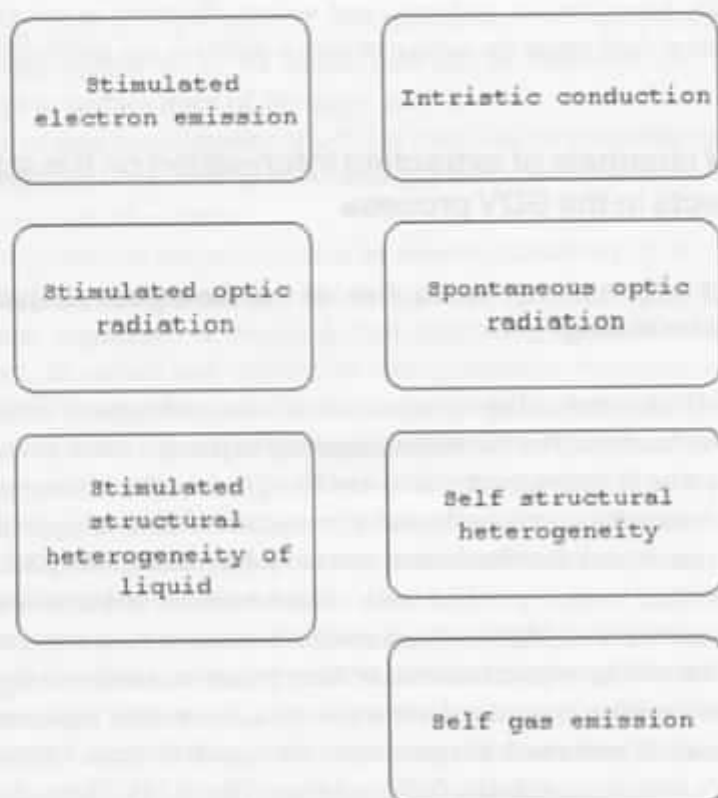 Stimulated
electron emission
Intristic conduction
Stimulated optic
radiation
Spontaneous optic
radiation
Stimulated
structural
heterogeneity of
liquid
Self structural
heterogeneity
Self gas emission